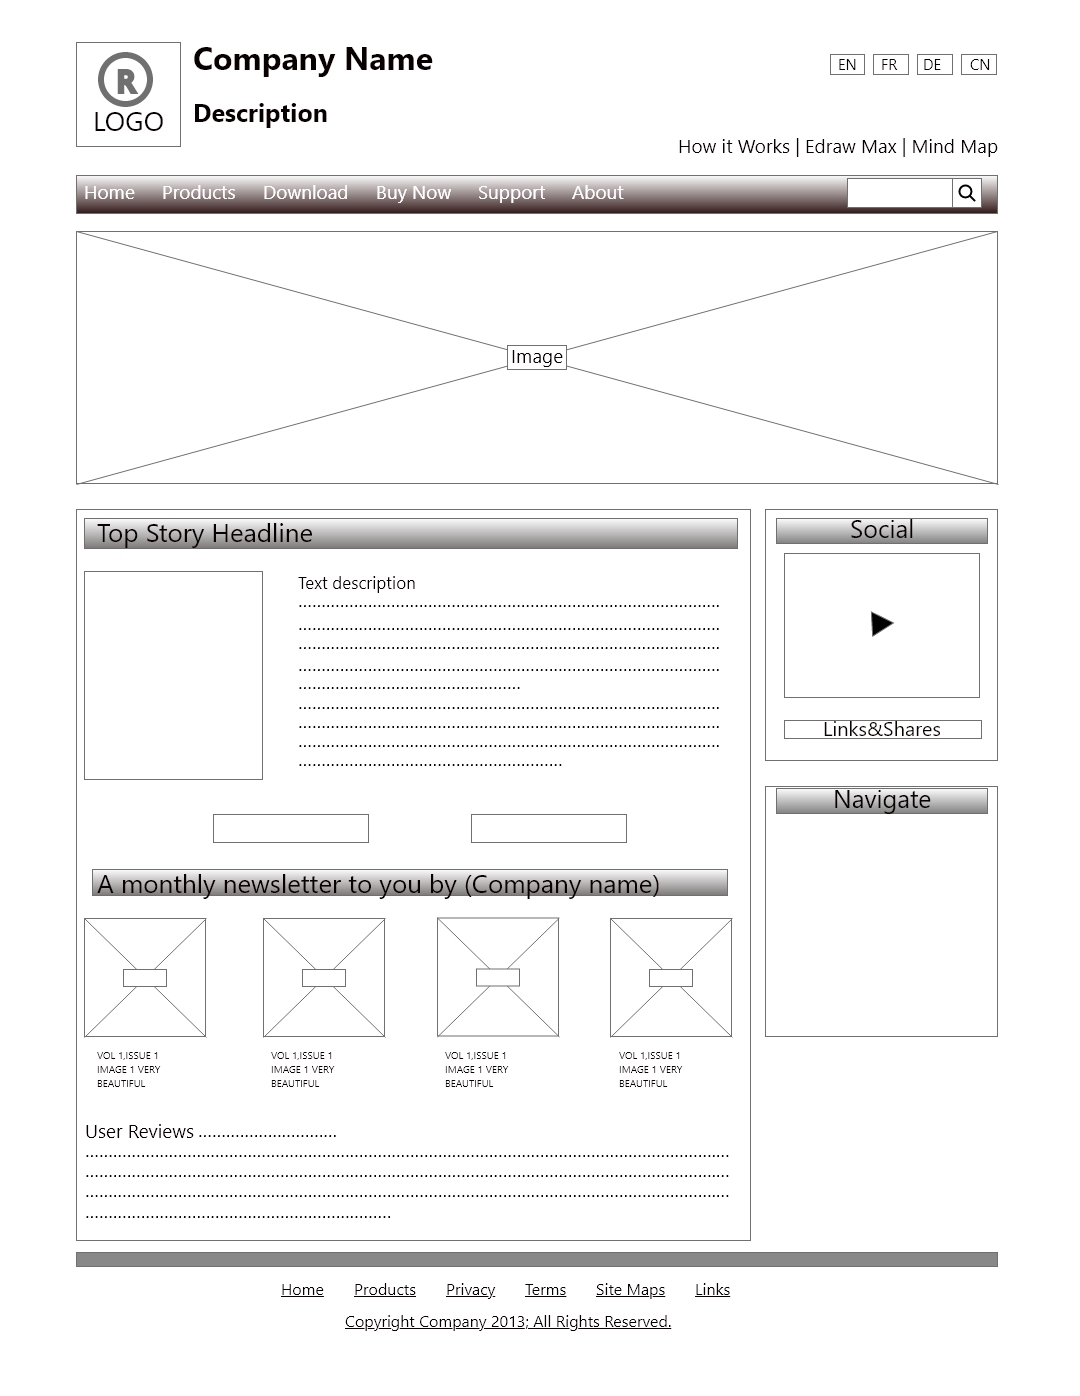 R
LOGO
Company Name
Description
EN FR DE CN
How it Works | Edraw Max | Mind Map
Home Products Download Buy Now Support About
Image
Top Story Headline
Text description
Social
Links&Shares
Navigate
A monthly newsletter to you by (Company name)
VOL 1,ISSUE 1
IMAGE 1 VERY
BEAUTIFUL
VOL 1,ISSUE 1
IMAGE 1 VERY
BEAUTIFUL
VOL 1,ISSUE 1
IMAGE 1 VERY
BEAUTIFUL
VOL 1,ISSUE 1
IMAGE 1 VERY
BEAUTIFUL
User Reviews ..............................
Home Products Privacy Terms Site Maps Links
Copyright Company 2013; All Rights Reserved.